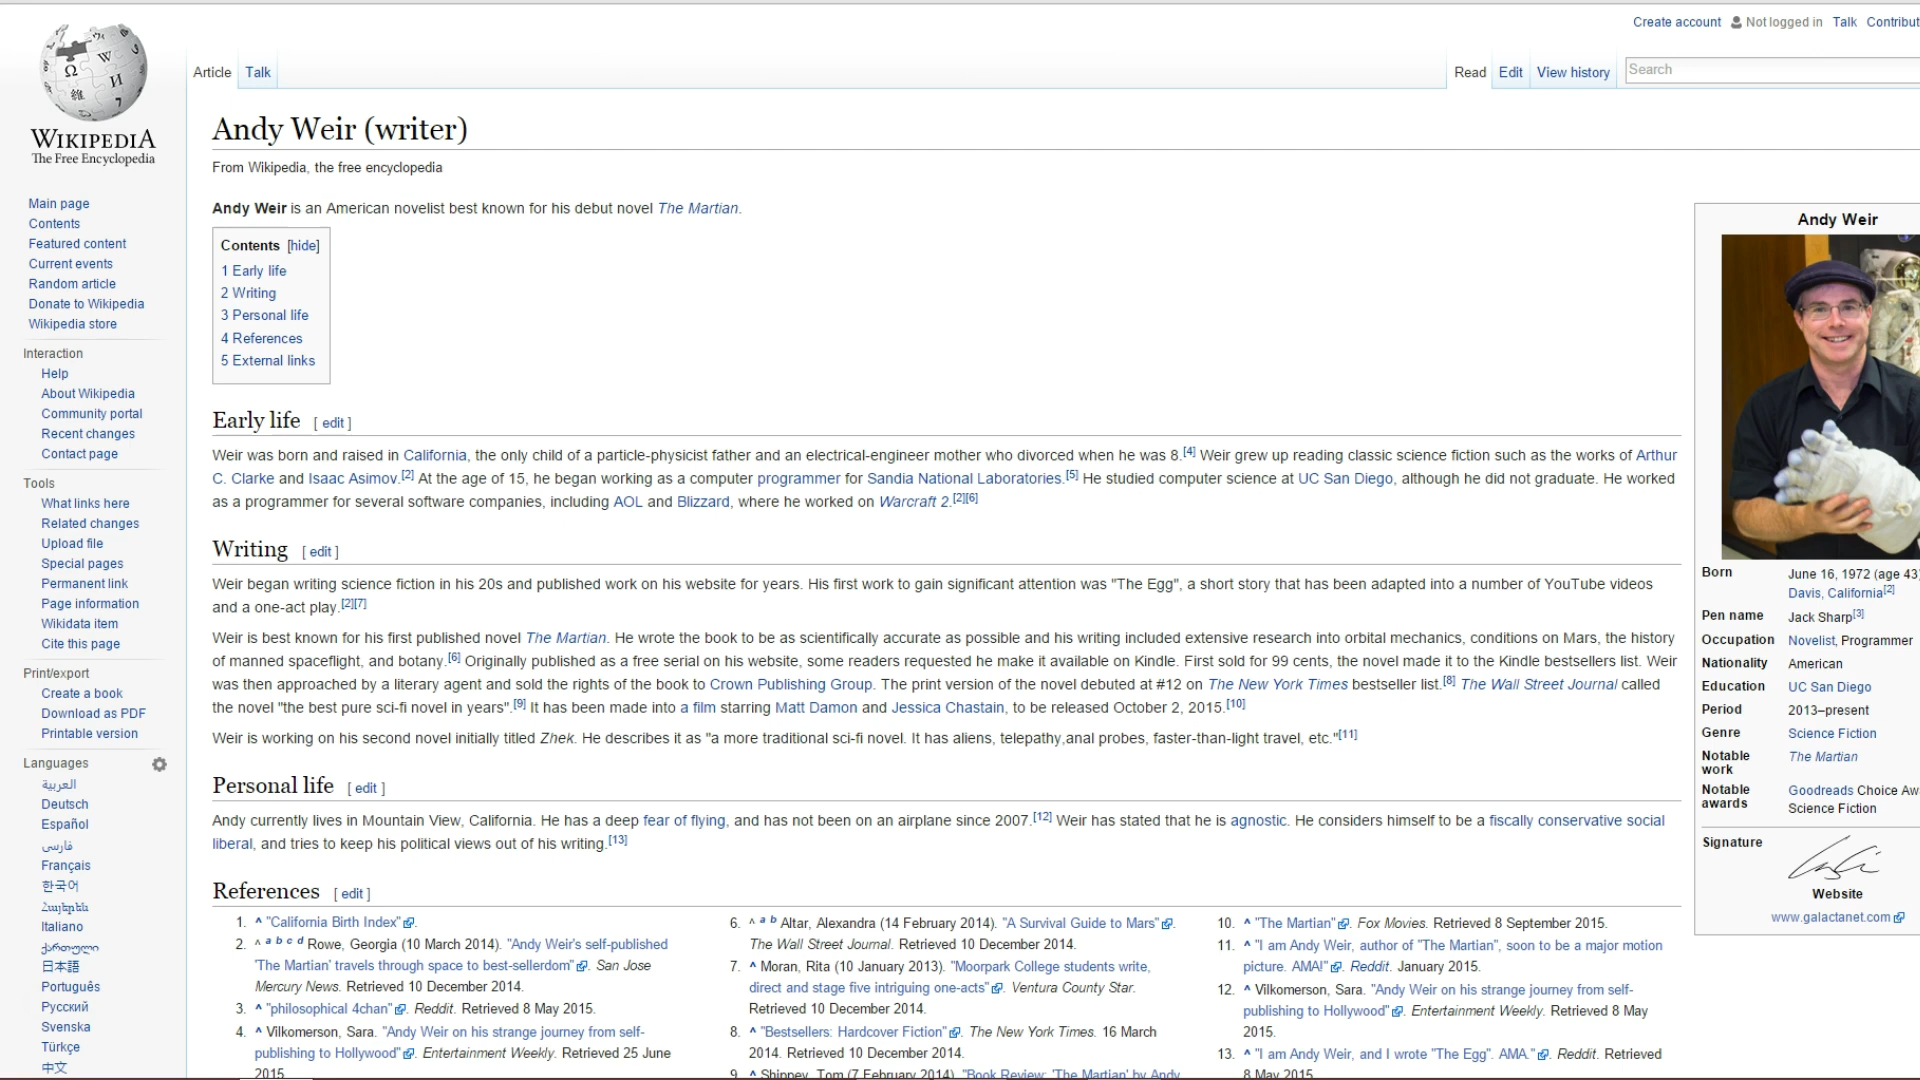 Create account Not logged in Talk Contribut
Article Talk
Read Edit View history Search
WIKIPEDIA
The Free Encyclopedia
Main page
Contents
Featured content
Current events
Random article
Donate to Wikipedia
Wikipedia store
Interaction
Help
About Wikipedia
Community portal
Recent changes
Contact page
Tools
What links here
Related changes
Upload file
Special pages
Permanent link
Page information
Wikidata item
Cite this page
Print/export
Create a book
Download as PDF
Printable version
Languages
العربية
Deutsch
Español
فارسی
Français
한국어
Հայերեն
Italiano
ქართული
日本語
Português
Русский
Svenska
Türkçe
中文
Andy Weir (writer)
From Wikipedia, the free encyclopedia
Andy Weir is an American novelist best known for his debut novel The Martian.
Contents [hide]
1 Early life
2 Writing
3 Personal life
4 References
5 External links
Early life [ edit ]
Weir was born and raised in California, the only child of a particle-physicist father and an electrical-engineer mother who divorced when he was 8.[4] Weir grew up reading classic science fiction such as the works of Arthur
C. Clarke and Isaac Asimov.[2] At the age of 15, he began working as a computer programmer for Sandia National Laboratories.[5] He studied computer science at UC San Diego, although he did not graduate. He worked
as a programmer for several software companies, including AOL and Blizzard, where he worked on Warcraft 2.[2][6]
Writing [ edit ]
Weir began writing science fiction in his 20s and published work on his website for years. His first work to gain significant attention was "The Egg", a short story that has been adapted into a number of YouTube videos
and a one-act play.[2][7]
Weir is best known for his first published novel The Martian. He wrote the book to be as scientifically accurate as possible and his writing included extensive research into orbital mechanics, conditions on Mars, the history
of manned spaceflight, and botany.[6] Originally published as a free serial on his website, some readers requested he make it available on Kindle. First sold for 99 cents, the novel made it to the Kindle bestsellers list. Weir
was then approached by a literary agent and sold the rights of the book to Crown Publishing Group. The print version of the novel debuted at #12 on The New York Times bestseller list.[8] The Wall Street Journal called
the novel "the best pure sci-fi novel in years".[9] It has been made into a film starring Matt Damon and Jessica Chastain, to be released October 2, 2015.[10]
Weir is working on his second novel initially titled Zhek. He describes it as "a more traditional sci-fi novel. It has aliens, telepathy,anal probes, faster-than-light travel, etc."[11]
Personal life [ edit ]
Andy currently lives in Mountain View, California. He has a deep fear of flying, and has not been on an airplane since 2007.[12] Weir has stated that he is agnostic. He considers himself to be a fiscally conservative social
liberal, and tries to keep his political views out of his writing.[13]
References [ edit ]
1. ^ "California Birth Index".
2. ^ a b c d Rowe, Georgia (10 March 2014). "Andy Weir's self-published
'The Martian' travels through space to best-sellerdom". San Jose
Mercury News. Retrieved 10 December 2014.
3. ^ "philosophical 4chan". Reddit. Retrieved 8 May 2015.
4. ^ Vilkomerson, Sara. "Andy Weir on his strange journey from self-
publishing to Hollywood". Entertainment Weekly. Retrieved 25 June
2015.
6. ^ a b Altar, Alexandra (14 February 2014). "A Survival Guide to Mars".
The Wall Street Journal. Retrieved 10 December 2014.
7. ^ Moran, Rita (10 January 2013). "Moorpark College students write,
direct and stage five intriguing one-acts". Ventura County Star.
Retrieved 10 December 2014.
8. ^ "Bestsellers: Hardcover Fiction". The New York Times. 16 March
2014. Retrieved 10 December 2014.
9. ^ Shippey, Tom (7 February 2014). "Book Review: 'The Martian' by Andy
10. ^ "The Martian". Fox Movies. Retrieved 8 September 2015.
11. ^ "I am Andy Weir, author of "The Martian", soon to be a major motion
picture. AMA!". Reddit. January 2015.
12. ^ Vilkomerson, Sara. "Andy Weir on his strange journey from self-
publishing to Hollywood". Entertainment Weekly. Retrieved 8 May
2015.
13. ^ "I am Andy Weir, and I wrote "The Egg". AMA.". Reddit. Retrieved
8 May 2015.
Andy Weir
Born June 16, 1972 (age 43)
Davis, California[2]
Pen name Jack Sharp[3]
Occupation Novelist, Programmer
Nationality American
Education UC San Diego
Period 2013–present
Genre Science Fiction
Notable work The Martian
Notable awards Goodreads Choice Aw
Science Fiction
Signature
Website
www.galactanet.com